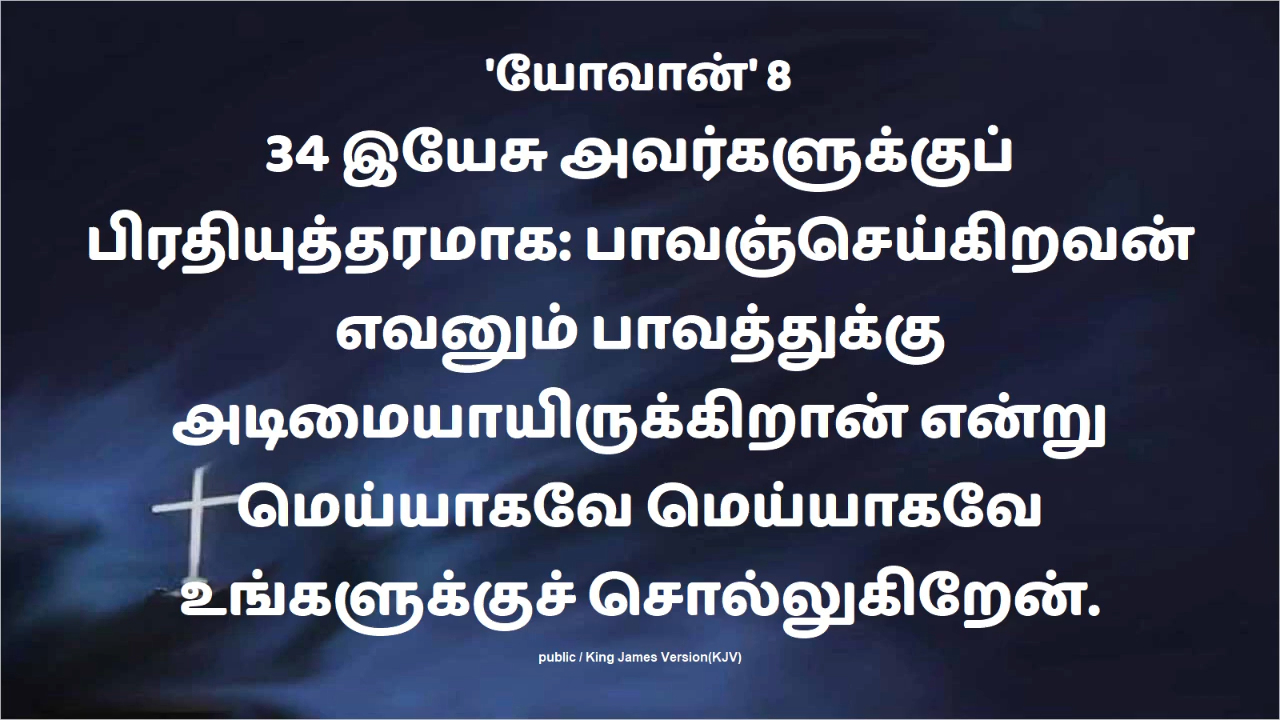 'யோவான்' 8
34 இயேசு அவர்களுக்குப்
பிரதியுத்தரமாக: பாவஞ்செய்கிறவன்
எவனும் பாவத்துக்கு
அடிமையாயிருக்கிறான் என்று
மெய்யாகவே மெய்யாகவே
உங்களுக்குச் சொல்லுகிறேன்.
public / King James Version(KJV)